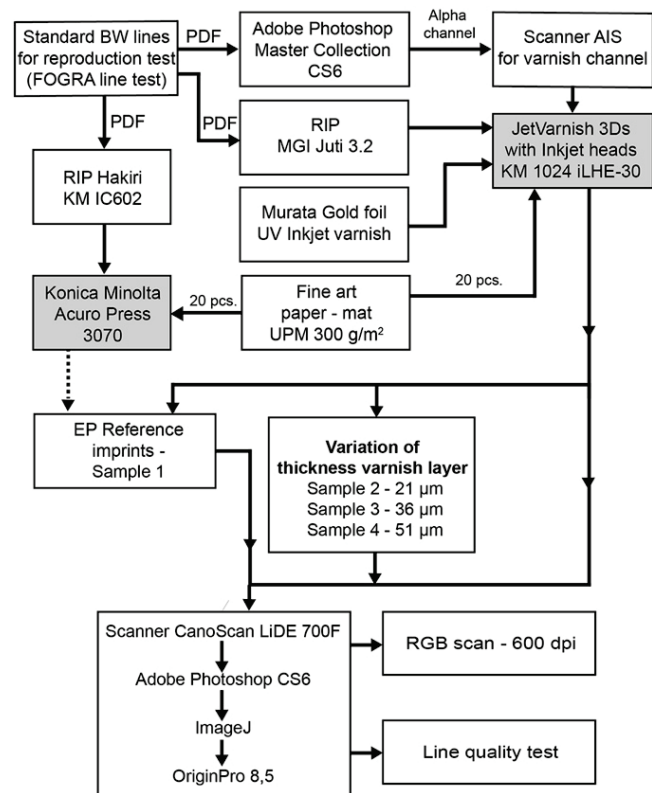 Standard BW lines
for reproduction test
(FOGRA line test)
PDF
Adobe Photoshop
Master Collection
CS6
Alpha
channel
Scanner AIS
for varnish channel
PDF
PDF
RIP
MGI Juti 3.2
JetVarnish 3Ds
with Inkjet heads
KM 1024 iLHE-30
RIP Hakiri
KM IC602
Murata Gold foil
UV Inkjet varnish
Konica Minolta
Acuro Press
3070
20 pcs.
Fine art
paper - mat
UPM 300 g/m²
20 pcs.
EP Reference
imprints -
Sample 1
Variation of
thickness varnish layer
Sample 2 - 21 µm
Sample 3 - 36 µm
Sample 4 - 51 µm
Scanner CanoScan LiDE 700F
Adobe Photoshop CS6
ImageJ
OriginPro 8,5
RGB scan - 600 dpi
Line quality test